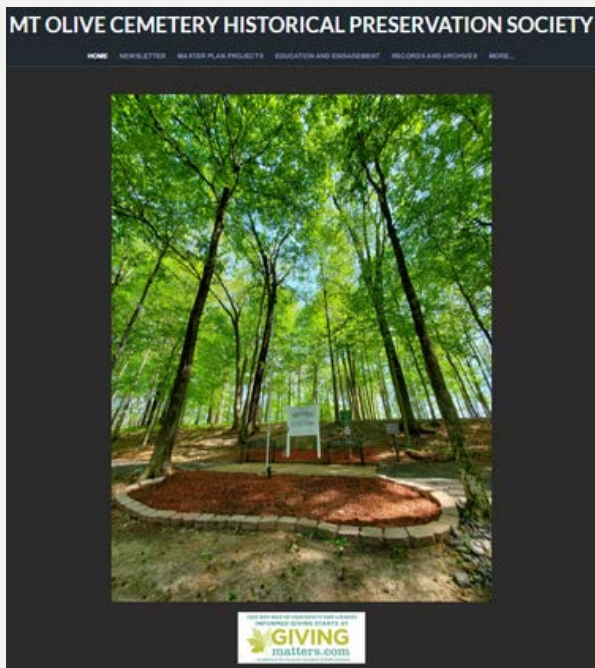 MT OLIVE CEMETERY HISTORICAL PRESERVATION SOCIETY
HOME NEWSLETTER MASTER PLAN PROJECTS EDUCATION AND ENGAGEMENT RECORDS AND ARCHIVES MORE...
INFORMED GIVING STARTS AT
GIVING
matters.com